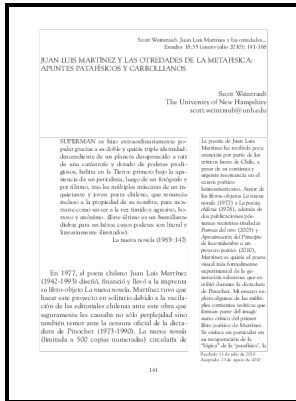 Scott Weintraub. Juan Luis Martínez y las otredades...
Estudios 18:35 (enero-julio 2010): 141-168
JUAN LUIS MARTÍNEZ Y LAS OTREDADES DE LA METAFÍSICA:
APUNTES PATAFÍSICOS Y CARROLLIANOS
Scott Weintraub
The University of New Hampshire
scott.weintraub@unh.edu
SUPERMAN se hizo extraordinariamente po-
pular gracias a su doble y quizás triple identidad:
descendiente de un planeta desaparecido a raíz
de una catástrofe y dotado de poderes prodi-
giosos, habita en la Tierra: primero bajo la apa-
riencia de un periodista, luego de un fotógrafo y
por último, tras las múltiples máscaras de un in-
quietante y joven poeta chileno, que renuncia
incluso a la propiedad de su nombre, para mos-
trarse como un ser a la vez tímido y agresivo, bo-
rroso y anónimo. (Este último es un humillante
disfraz para un héroe cuyos poderes son literal y
literariamente ilimitados).
La nueva novela (1985: 147)
En 1977, el poeta chileno Juan Luis Martínez
(1942-1993) diseñó, financió y llevó a la imprenta
su libro-objeto La nueva novela. Martínez tuvo que
hacer este proyecto en solitario debido a la vacila-
ción de las editoriales chilenas ante esta obra que
seguramente les causaba no sólo perplejidad sino
también temor ante la censura oficial de la dicta-
dura de Pinochet (1973-1990). La nueva novela
(limitada a 500 copias numeradas) circularía de
La poesía de Juan Luis
Martínez ha recibido poca
atención por parte de los
críticos fuera de Chile, a
pesar de su continua y
urgente resonancia en el
canon poético
latinoamericano. Autor de
los libros-objetos La nueva
novela (1977) y La poesía
chilena (1978), además de
dos publicaciones pós-
tumas recientes tituladas
Poemas del otro (2003) y
Aproximación del Principio
de Incertidumbre a un
proyecto poético (2010),
Martínez es quizás el poeta
visual más formalmente
experimental de la ge-
neración talentosa que es-
cribió durante la dictadura
de Pinochet. Mi ensayo ex-
plora algunas de las múlti-
ples corrientes teóricas que
forman parte del imagi-
nario crítico del primer
libro poético de Martínez.
Se enfoca en particular en
su recuperación de la
"lógica" de la 'patafísica, la
Recibido: 11 de julio de 2010
Aceptado: 23 de agosto de 2010
141